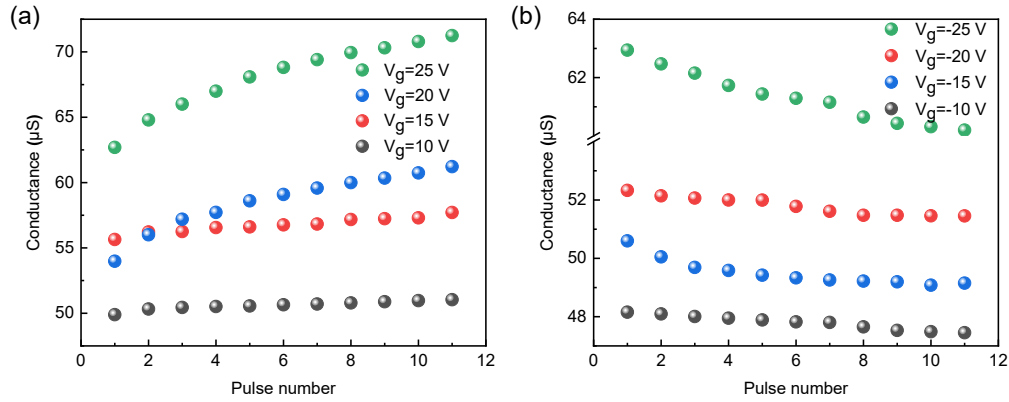 (a)
Conductance (μS)
70
65
60
55
50
0 2 4 6 8 10 12
Pulse number
Vg=25 V
Vg=20 V
Vg=15 V
Vg=10 V
(b)
Conductance (μS)
64
62
52
50
48
0 2 4 6 8 10 12
Pulse number
Vg=-25 V
Vg=-20 V
Vg=-15 V
Vg=-10 V